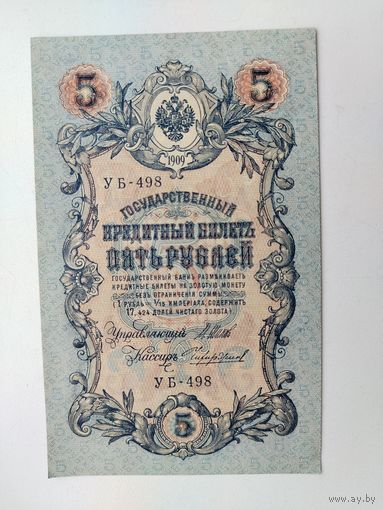 5 5
1909
УБ-498
ГОСУДАРСТВЕННЫЙ
КРЕДИТНЫЙ БИЛЕТЪ
ПЯТЬ РУБЛЕЙ
ГОСУДАРСТВЕННЫЙ БАНКЪ РАЗМѢНИВАЕТЪ
КРЕДИТНЫЕ БИЛЕТЫ НА ЗОЛОТУЮ МОНЕТУ
БЕЗЪ ОГРАНИЧЕНІЯ СУММЫ
(1 РУБЛЬ = 1/15 ИМПЕРІАЛА, СОДЕРЖИТЪ
17,424 ДОЛЕЙ ЧИСТАГО ЗОЛОТА)
Управляющій
Кассиръ
УБ-498
5
ay.by